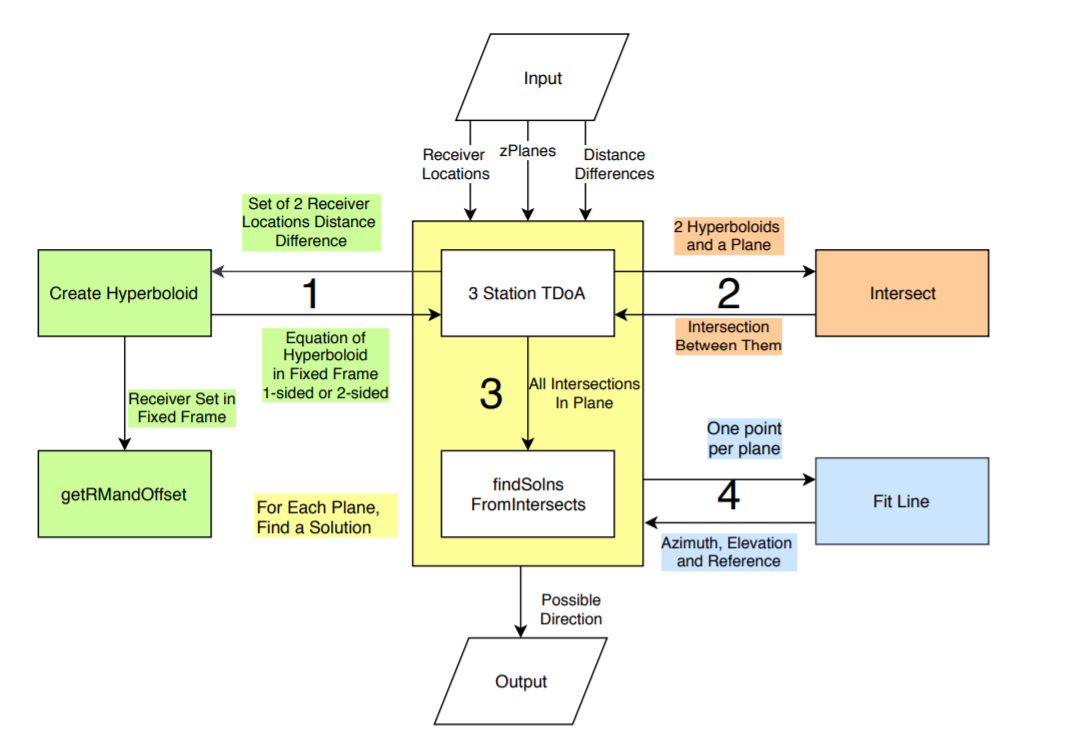 Input
Receiver
Locations
zPlanes
Distance
Differences
Set of 2 Receiver
Locations Distance
Difference
2 Hyperboloids
and a Plane
Create Hyperboloid
1
3 Station TDoA
2
Intersect
Equation of
Hyperboloid
in Fixed Frame
1-sided or 2-sided
Intersection
Between Them
Receiver Set in
Fixed Frame
3
All Intersections
In Plane
One point
per plane
getRMandOffset
findSolns
FromIntersects
4
Fit Line
For Each Plane,
Find a Solution
Azimuth, Elevation
and Reference
Possible
Direction
Output